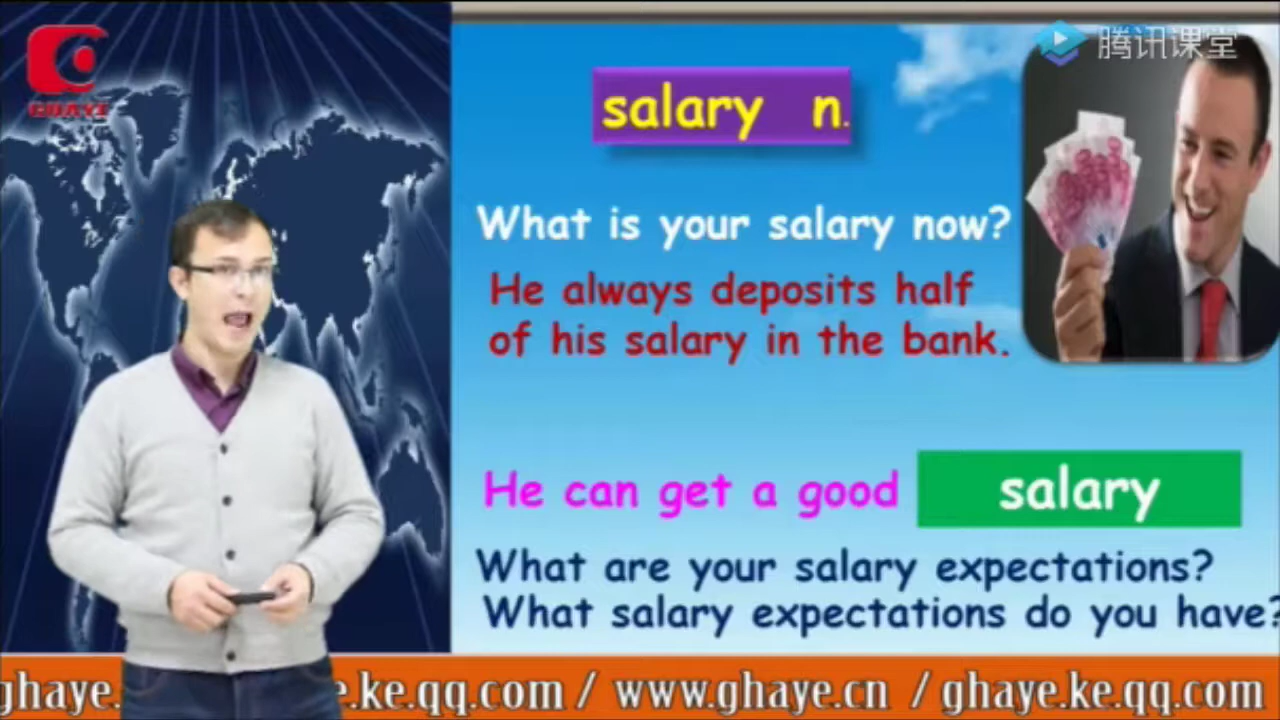 GHAYE
腾讯课堂
salary n.
What is your salary now?
He always deposits half
of his salary in the bank.
He can get a good salary
What are your salary expectations?
What salary expectations do you have?
ghaye. e.ke.qq.com / www.ghaye.cn / ghaye.ke.qq.com